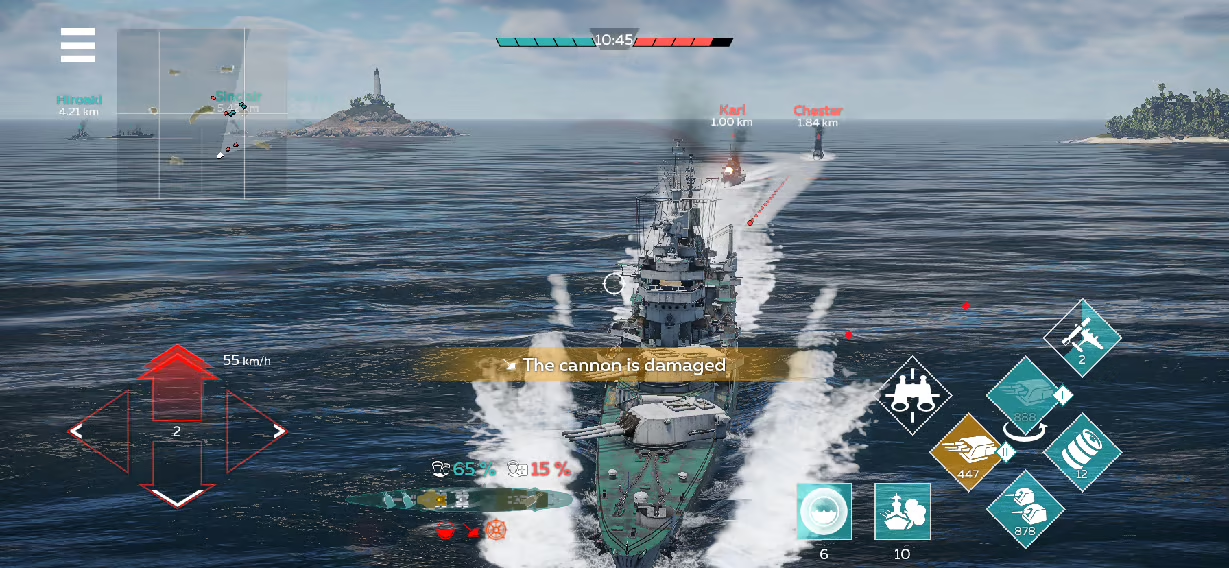 10:45
Hiroaki
4.21 km
Sinclair
Karl
1.00 km
Chester
1.84 km
55 km/h
The cannon is damaged
2
2
888
447
12
878
65 %
15 %
6
10